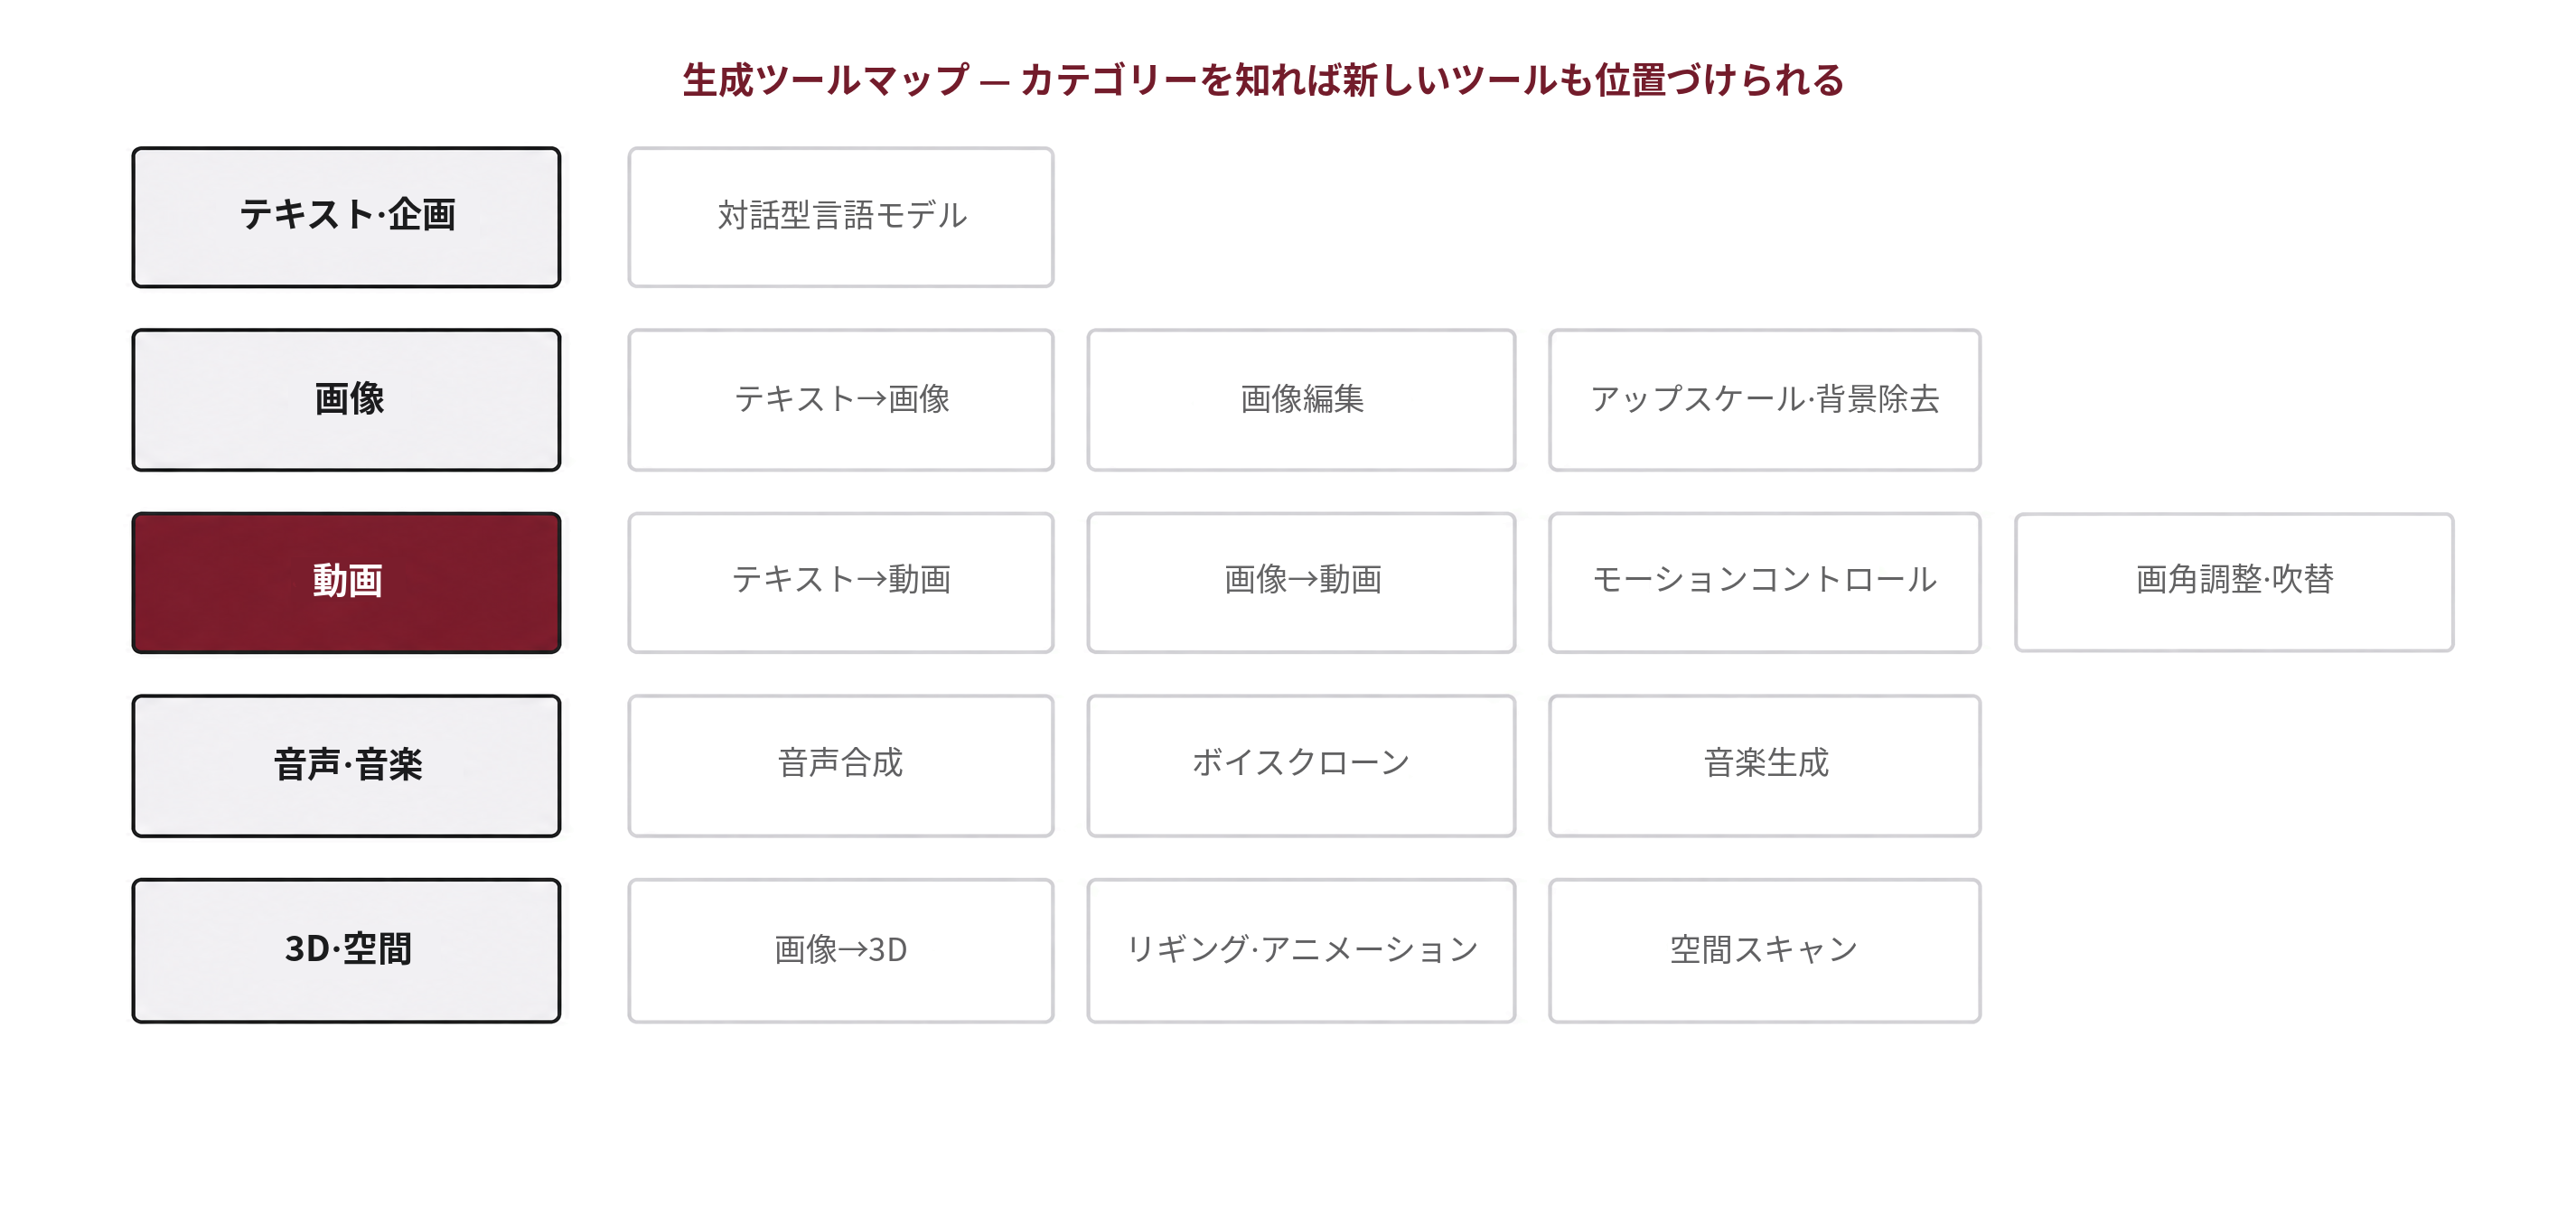 生成ツールマップ — カテゴリーを知れば新しいツールも位置づけられる
テキスト·企画
対話型言語モデル
画像
テキスト→画像
画像編集
アップスケール·背景除去
動画
テキスト→動画
画像→動画
モーションコントロール
画角調整·吹替
音声·音楽
音声合成
ボイスクローン
音楽生成
3D·空間
画像→3D
リギング·アニメーション
空間スキャン